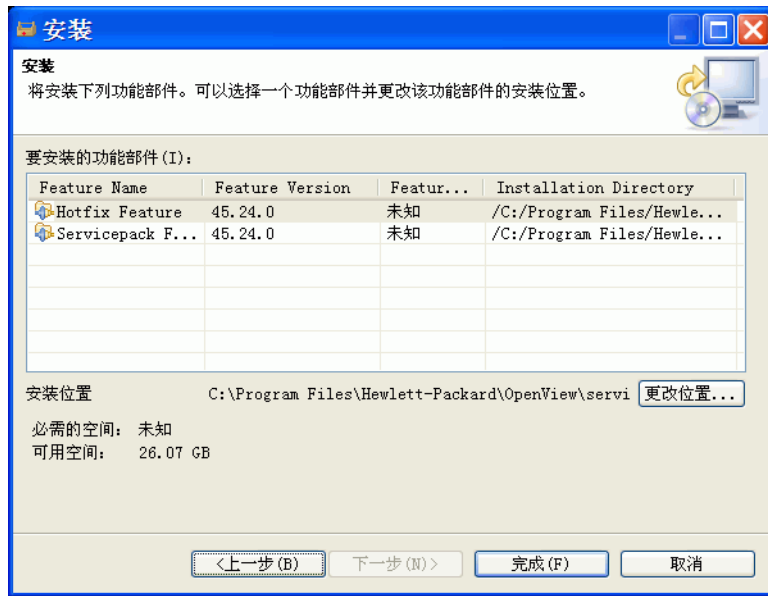 安装
安装
将安装下列功能部件。可以选择一个功能部件并更改该功能部件的安装位置。
要安装的功能部件(I):
Feature Name Feature Version Featur... Installation Directory
Hotfix Feature 45.24.0 未知 /C:/Program Files/Hewle...
Servicepack F... 45.24.0 未知 /C:/Program Files/Hewle...
安装位置 C:\Program Files\Hewlett-Packard\OpenView\servi 更改位置...
必需的空间: 未知
可用空间: 26.07 GB
<上一步(B) 下一步(N)> 完成(F) 取消